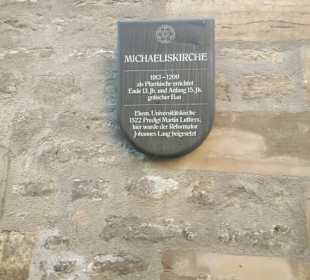 MICHAELISKIRCHE
1183-1200
als Pfarrkirche errichtet
Ende 13. Jh. und Anfang 15. Jh.
gotischer Bau
Ehem. Universitätskirche
1522 Predigt Martin Luthers,
hier wurde der Reformator
Johannes Lang beigesetzt